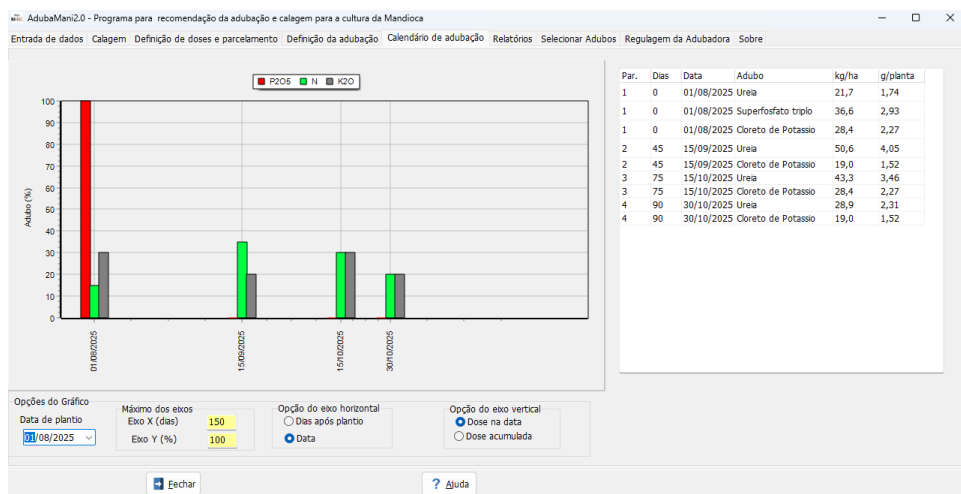 AdubaMani2.0 - Programa para recomendação da adubação e calagem para a cultura da Mandioca
Entrada de dados Calagem Definição de doses e parcelamento Definição da adubação Calendário de adubação Relatórios Selecionar Adubos Regulagem da Adubadora Sobre
P2O5 N K2O
100
90
80
70
60
50
40
30
20
10
0
Adubo (%)
01/08/2025
15/09/2025
15/10/2025
30/10/2025
Par. Dias Data Adubo kg/ha g/planta
1 0 01/08/2025 Ureia 21,7 1,74
1 0 01/08/2025 Superfosfato triplo 36,6 2,93
1 0 01/08/2025 Cloreto de Potassio 28,4 2,27
2 45 15/09/2025 Ureia 50,6 4,05
2 45 15/09/2025 Cloreto de Potassio 19,0 1,52
3 75 15/10/2025 Ureia 43,3 3,46
3 75 15/10/2025 Cloreto de Potassio 28,4 2,27
4 90 30/10/2025 Ureia 28,9 2,31
4 90 30/10/2025 Cloreto de Potassio 19,0 1,52
Opções do Gráfico
Data de plantio
01/08/2025
Máximo dos eixos
Eixo X (dias) 150
Eixo Y (%) 100
Opção do eixo horizontal
Dias após plantio
Data
Opção do eixo vertical
Dose na data
Dose acumulada
Fechar
? Ajuda